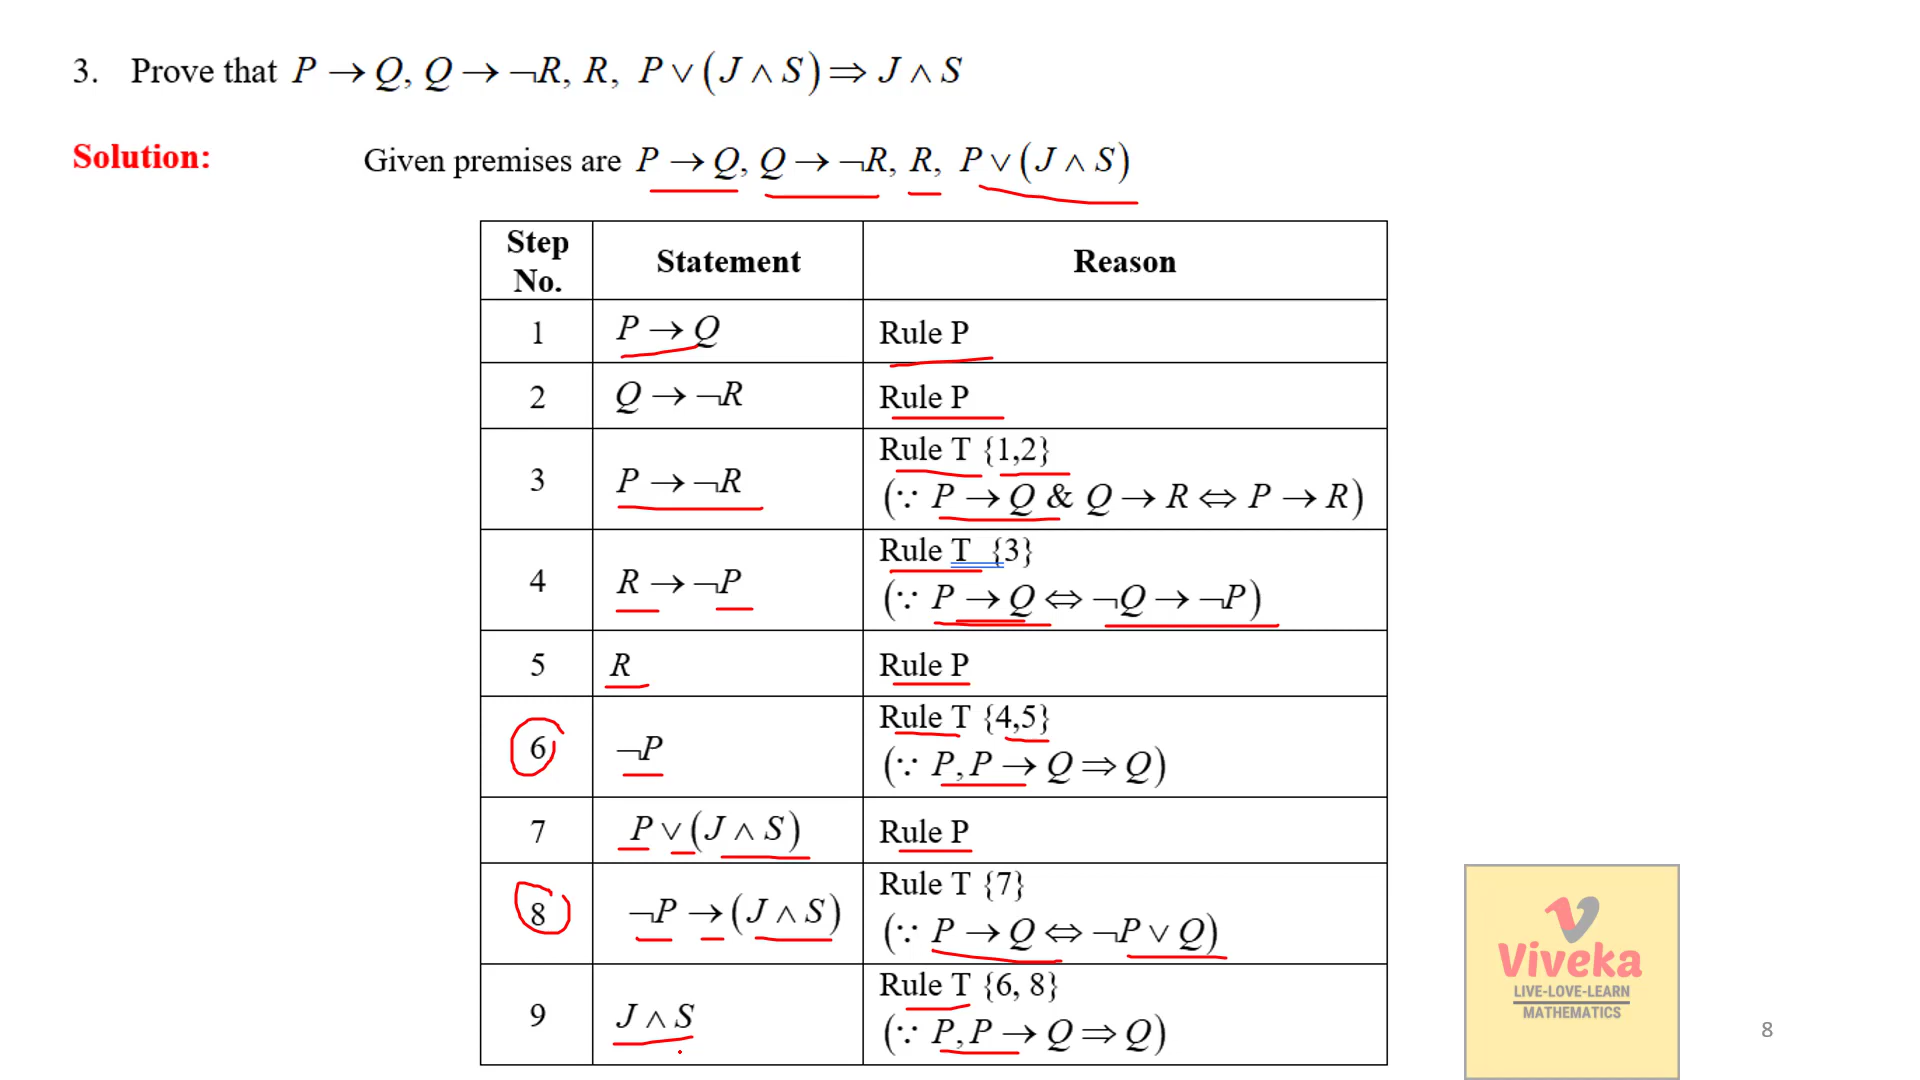 3. Prove that P → Q, Q → ¬R, R, P ∨ (J ∧ S) ⇒ J ∧ S
Solution: Given premises are P → Q, Q → ¬R, R, P ∨ (J ∧ S)
Step No. Statement Reason
1 P → Q Rule P
2 Q → ¬R Rule P
3 P → ¬R Rule T {1,2}
(∵ P → Q & Q → R ⇔ P → R)
4 R → ¬P Rule T {3}
(∵ P → Q ⇔ ¬Q → ¬P)
5 R Rule P
6 ¬P Rule T {4,5}
(∵ P, P → Q ⇒ Q)
7 P ∨ (J ∧ S) Rule P
8 ¬P → (J ∧ S) Rule T {7}
(∵ P → Q ⇔ ¬P ∨ Q)
9 J ∧ S Rule T {6, 8}
(∵ P, P → Q ⇒ Q)
Viveka
LIVE-LOVE-LEARN
MATHEMATICS
8